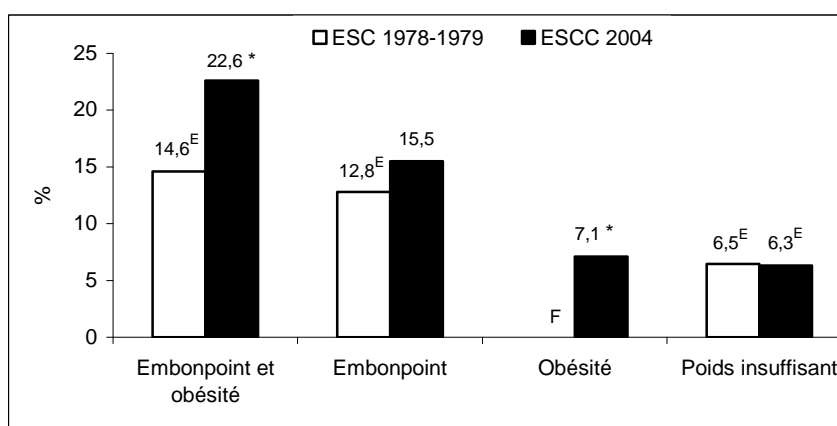 ESC 1978-1979 ESCC 2004
25
20
15
10
5
0
%
14,6E
22,6 *
12,8E
15,5
F
7,1 *
6,5E
6,3E
Embonpoint et
obésité
Embonpoint
Obésité
Poids insuffisant